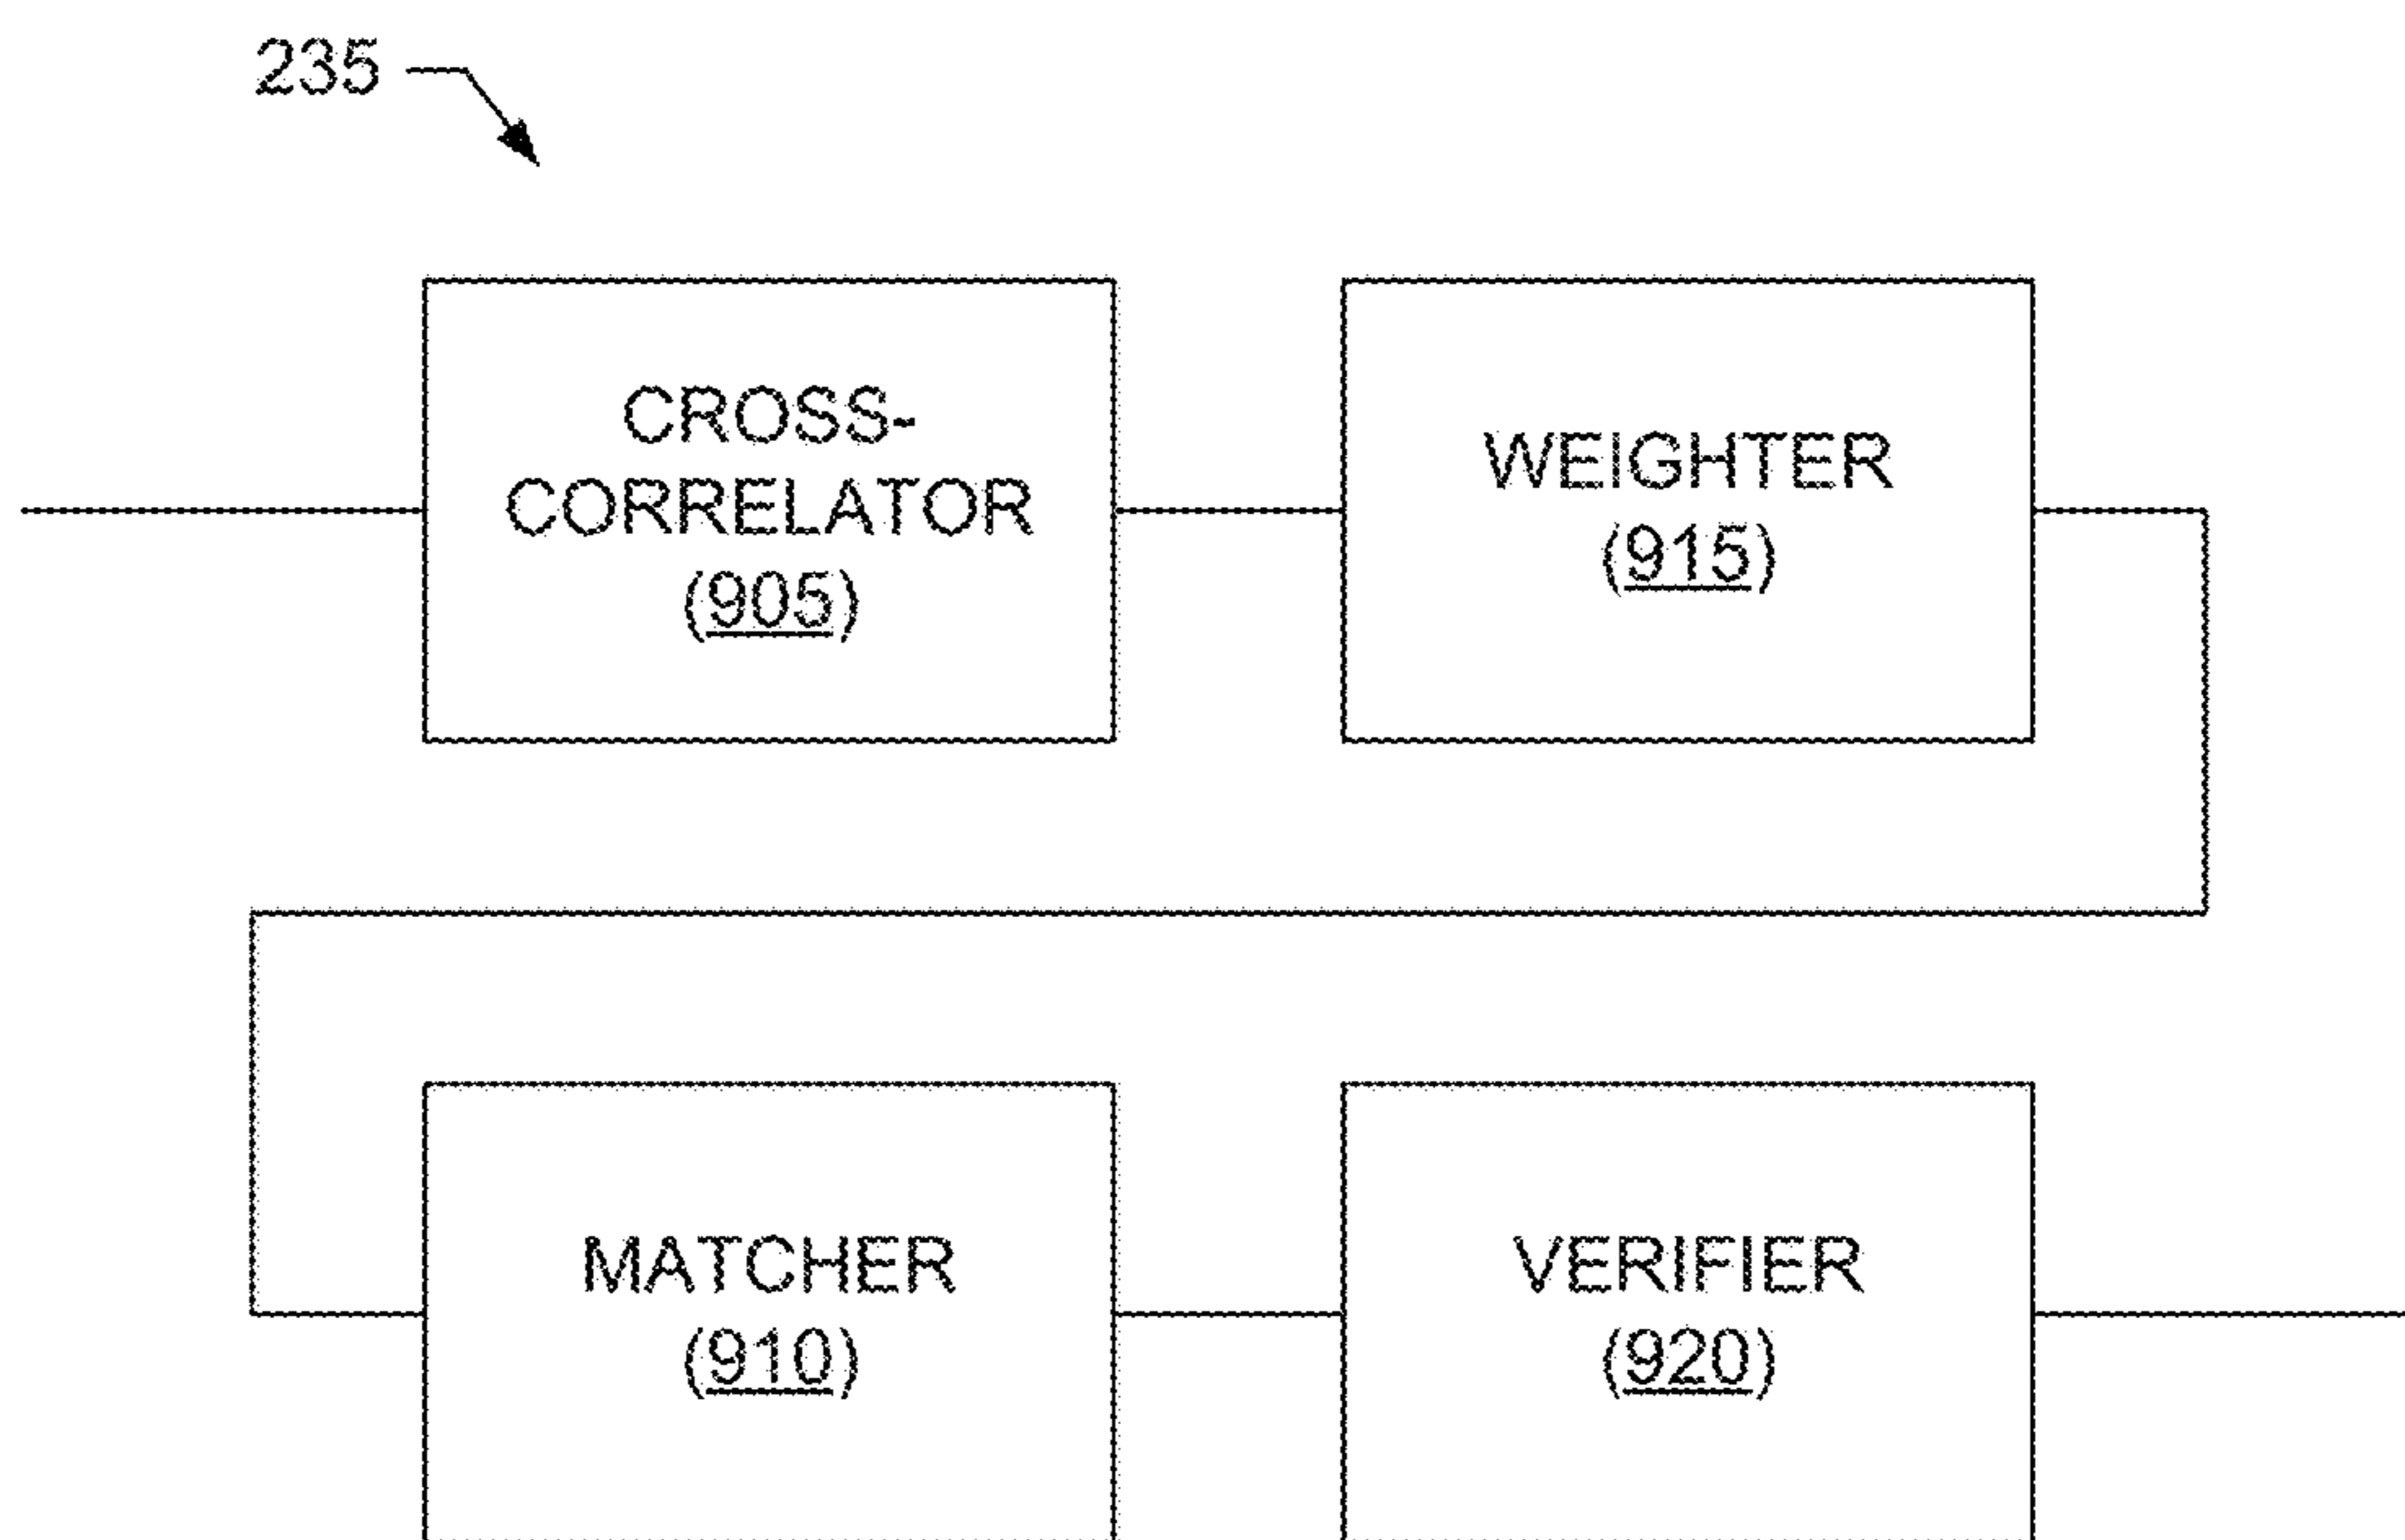 235
CROSS-
CORRELATOR
(905)
WEIGHTER
(915)
MATCHER
(910)
VERIFIER
(920)